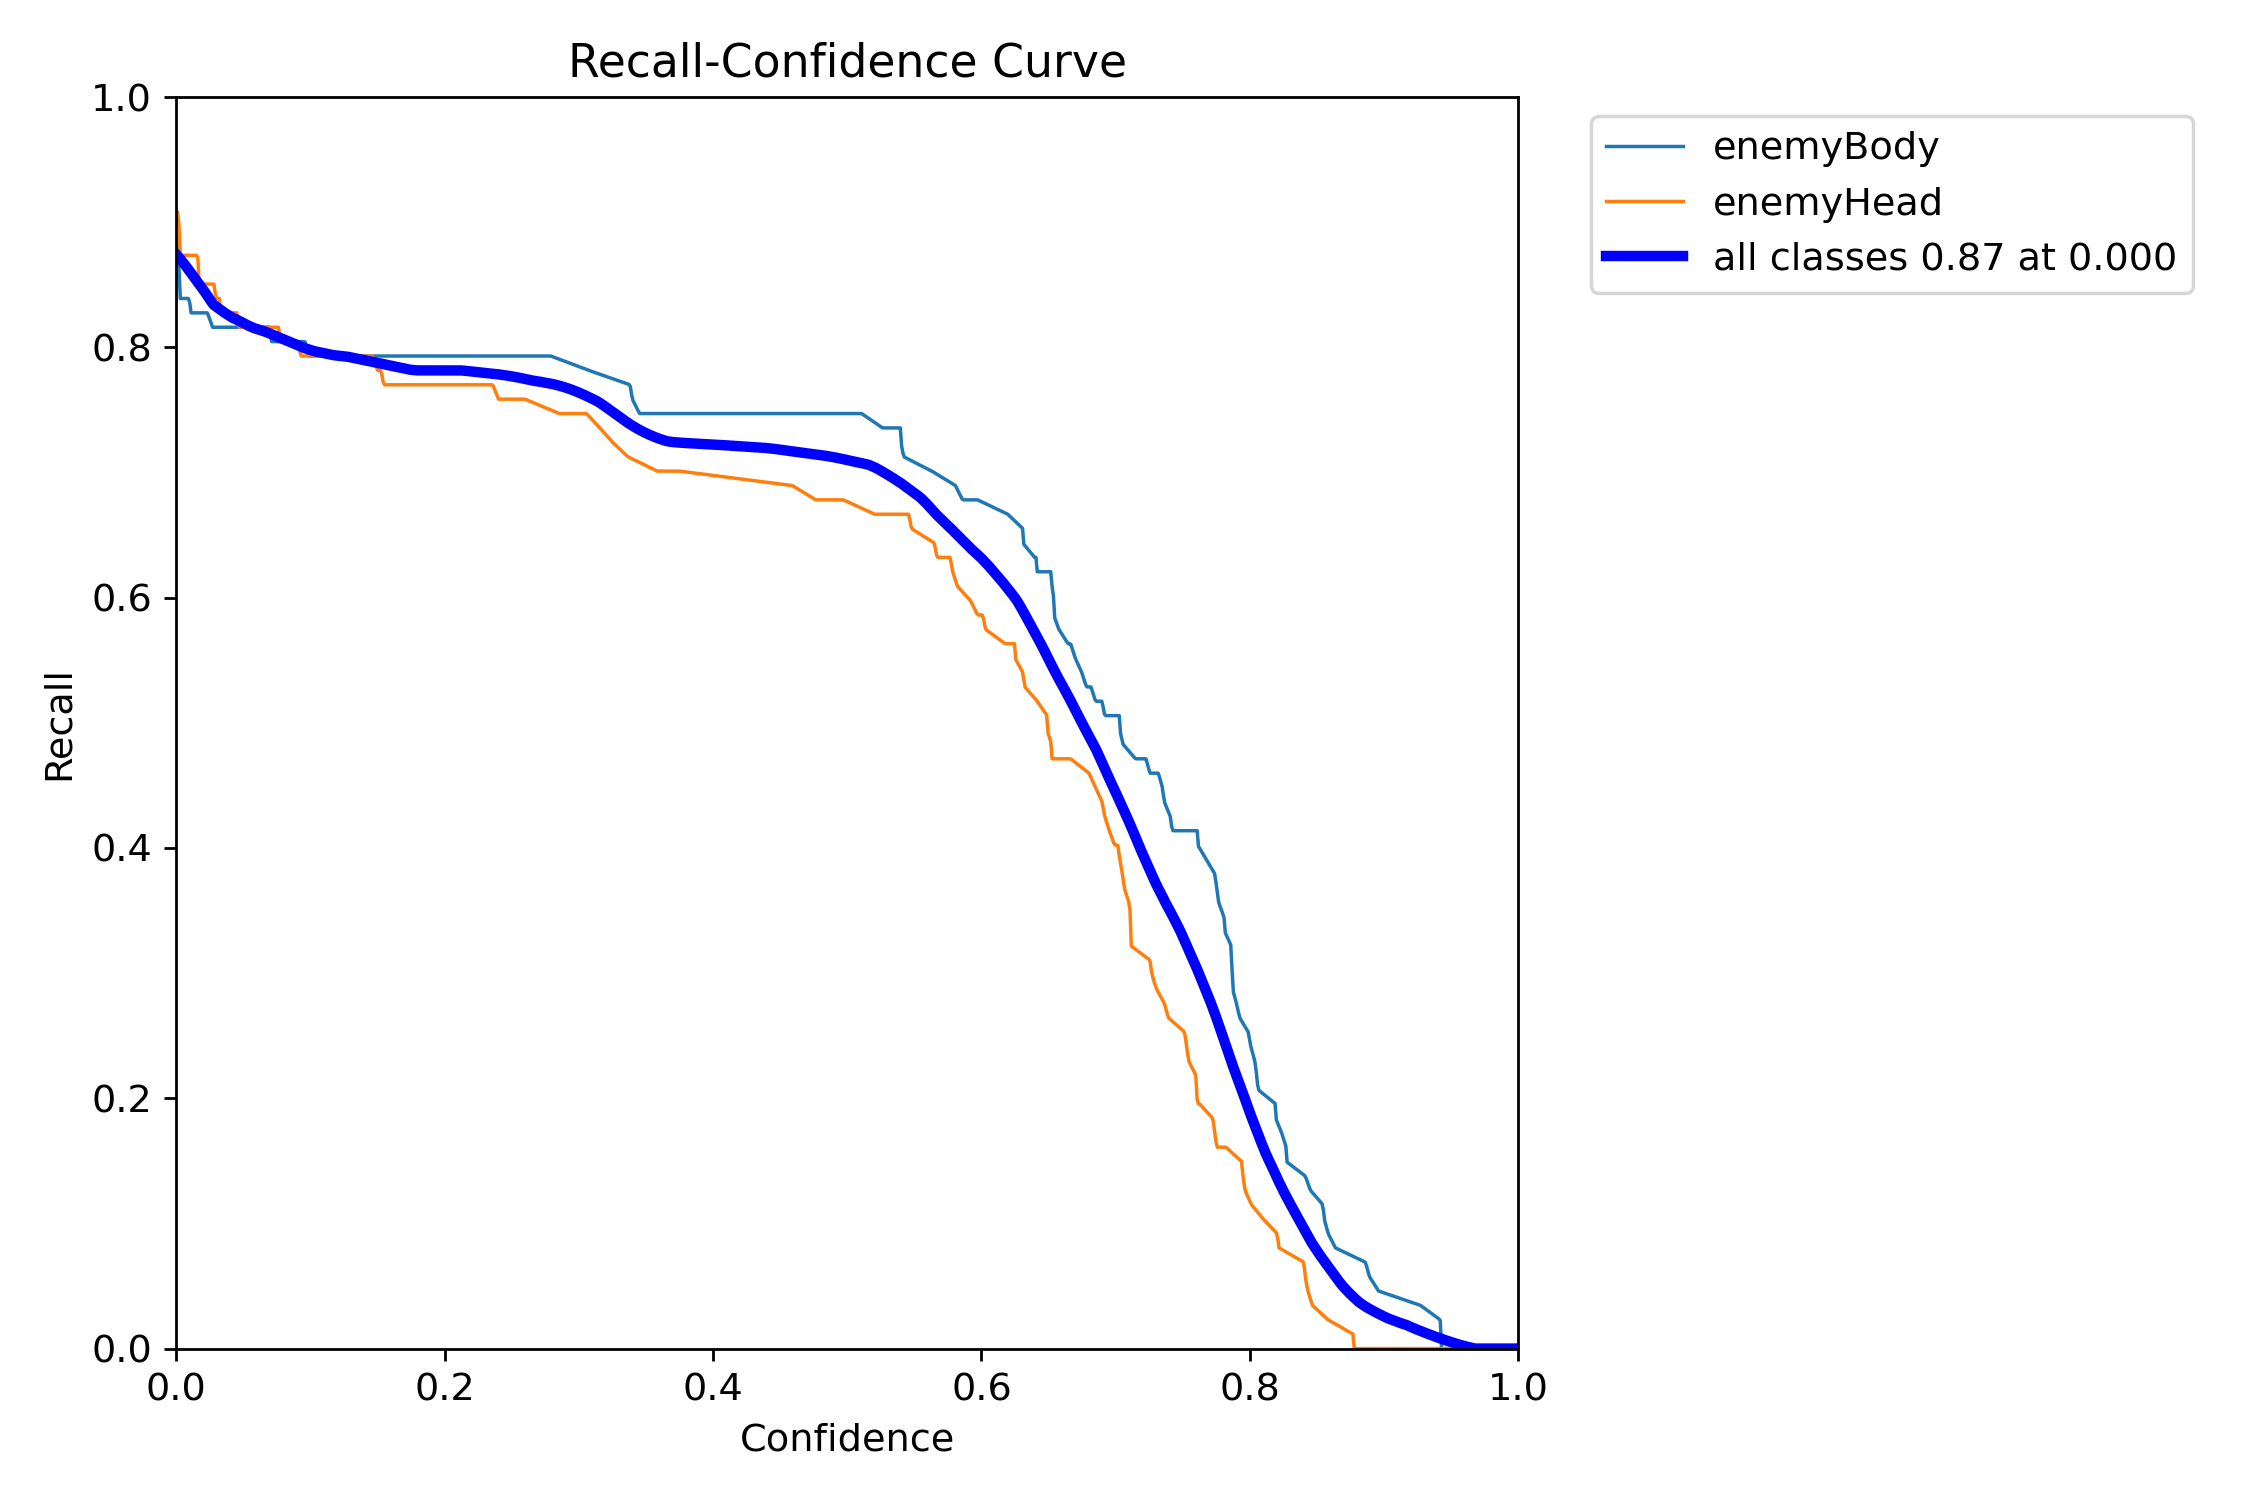 Recall-Confidence Curve
1.0
0.8
0.6
0.4
0.2
0.0
Recall
0.0 0.2 0.4 0.6 0.8 1.0
Confidence
enemyBody
enemyHead
all classes 0.87 at 0.000